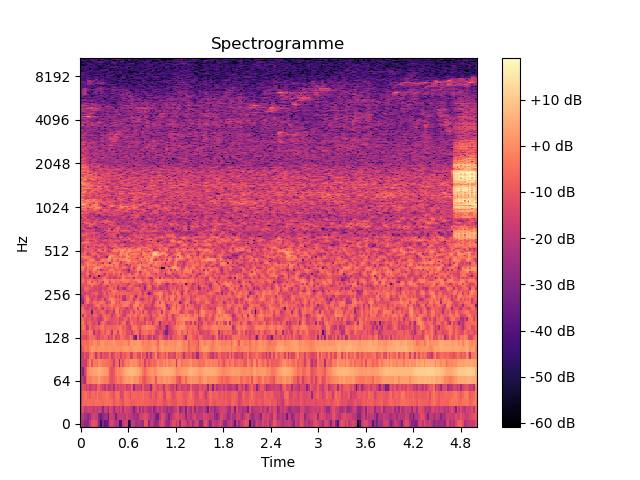 Spectrogramme
8192
4096
2048
1024
512
256
128
64
0
Hz
0 0.6 1.2 1.8 2.4 3 3.6 4.2 4.8
Time
+10 dB
+0 dB
-10 dB
-20 dB
-30 dB
-40 dB
-50 dB
-60 dB